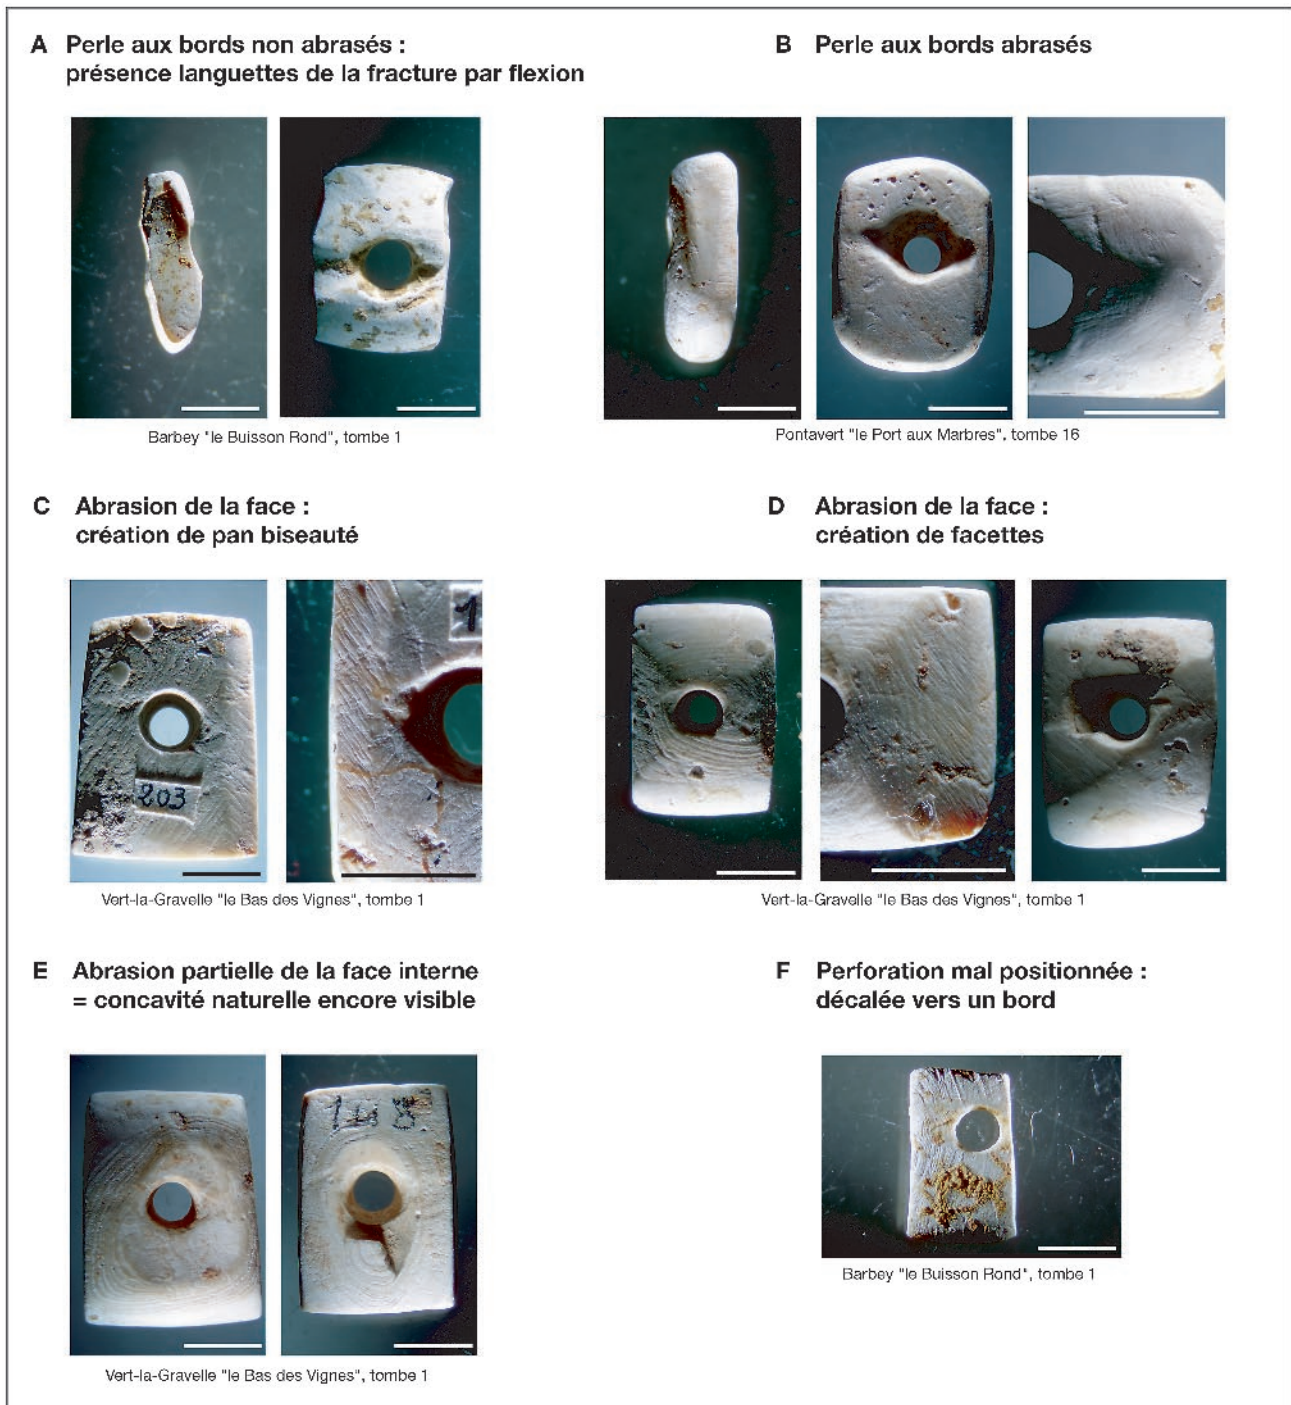 A Perle aux bords non abrasés :
présence languettes de la fracture par flexion
B Perle aux bords abrasés
Barbey "le Buisson Rond", tombe 1
Pontavert "le Port aux Marbres", tombe 16
C Abrasion de la face :
création de pan biseauté
D Abrasion de la face :
création de facettes
203
1
Vert-la-Gravelle "le Bas des Vignes", tombe 1
Vert-la-Gravelle "le Bas des Vignes", tombe 1
E Abrasion partielle de la face interne
= concavité naturelle encore visible
F Perforation mal positionnée :
décalée vers un bord
Barbey "le Buisson Rond", tombe 1
Vert-la-Gravelle "le Bas des Vignes", tombe 1